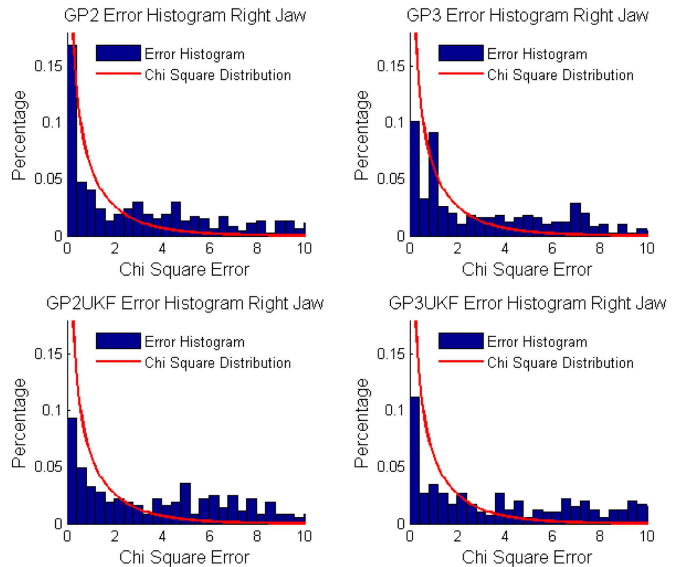 GP2 Error Histogram Right Jaw
0.15
0.1
0.05
0
Percentage
Error Histogram
Chi Square Distribution
0 2 4 6 8 10
Chi Square Error
GP3 Error Histogram Right Jaw
0.15
0.1
0.05
0
Percentage
Error Histogram
Chi Square Distribution
0 2 4 6 8 10
Chi Square Error
GP2UKF Error Histogram Right Jaw
0.15
0.1
0.05
0
Percentage
Error Histogram
Chi Square Distribution
0 2 4 6 8 10
Chi Square Error
GP3UKF Error Histogram Right Jaw
0.15
0.1
0.05
0
Percentage
Error Histogram
Chi Square Distribution
0 2 4 6 8 10
Chi Square Error